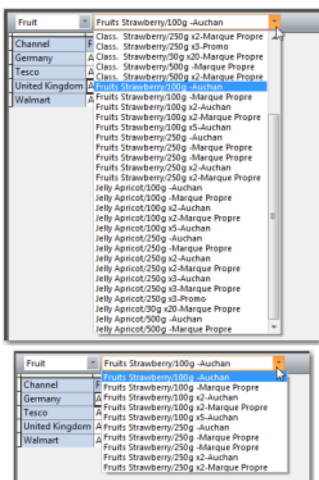 Fruit Fruits Strawberry/100g -Auchan
Class. Strawberry/250g x2-Marque Propre
Channel F Class. Strawberry/250g x3-Promo
Germany A Class. Strawberry/30g x20-Marque Propre
Tesco A Class. Strawberry/500g -Marque Propre
Class. Strawberry/500g x2-Marque Propre
United Kingdom A Fruits Strawberry/100g -Auchan
Walmart A Fruits Strawberry/100g -Marque Propre
Fruits Strawberry/100g x2-Auchan
Fruits Strawberry/100g x2-Marque Propre
Fruits Strawberry/100g x5-Auchan
Fruits Strawberry/250g -Auchan
Fruits Strawberry/250g -Marque Propre
Fruits Strawberry/250g -Marque Propre
Fruits Strawberry/250g x2-Auchan
Fruits Strawberry/250g x2-Marque Propre
Jelly Apricot/100g -Auchan
Jelly Apricot/100g -Marque Propre
Jelly Apricot/100g x2-Auchan
Jelly Apricot/100g x2-Marque Propre
Jelly Apricot/100g x5-Auchan
Jelly Apricot/250g -Auchan
Jelly Apricot/250g -Marque Propre
Jelly Apricot/250g x2-Auchan
Jelly Apricot/250g x2-Marque Propre
Jelly Apricot/250g x3-Auchan
Jelly Apricot/250g x3-Marque Propre
Jelly Apricot/250g x3-Promo
Jelly Apricot/30g x20-Marque Propre
Jelly Apricot/500g -Auchan
Jelly Apricot/500g -Marque Propre
Fruit Fruits Strawberry/100g -Auchan
Fruits Strawberry/100g -Auchan
Channel F Fruits Strawberry/100g -Marque Propre
Germany A Fruits Strawberry/100g x2-Auchan
Fruits Strawberry/100g x2-Marque Propre
Tesco A Fruits Strawberry/100g x5-Auchan
United Kingdom A Fruits Strawberry/250g -Auchan
Fruits Strawberry/250g -Marque Propre
Walmart A Fruits Strawberry/250g -Marque Propre
Fruits Strawberry/250g x2-Auchan
Fruits Strawberry/250g x2-Marque Propre